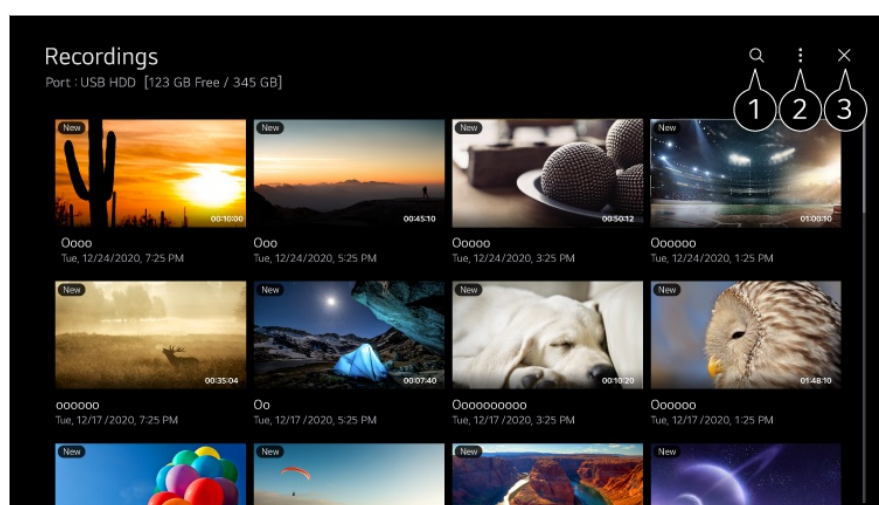 Recordings
Port : USB HDD [123 GB Free / 345 GB]
1 2 3
New New New New
00:10:00 00:45:10 00:50:12 01:00:10
Oooo Ooo Ooooo Oooooo
Tue, 12/24/2020, 7:25 PM Tue, 12/24/2020, 5:25 PM Tue, 12/24/2020, 3:25 PM Tue, 12/24/2020, 1:25 PM
New New New New
00:35:04 00:07:40 00:10:20 01:48:10
oooooo Oo Oooooooooo Oooooo
Tue, 12/17 /2020, 7:25 PM Tue, 12/17 /2020, 5:25 PM Tue, 12/17 /2020, 3:25 PM Tue, 12/17 /2020, 1:25 PM
New New New New